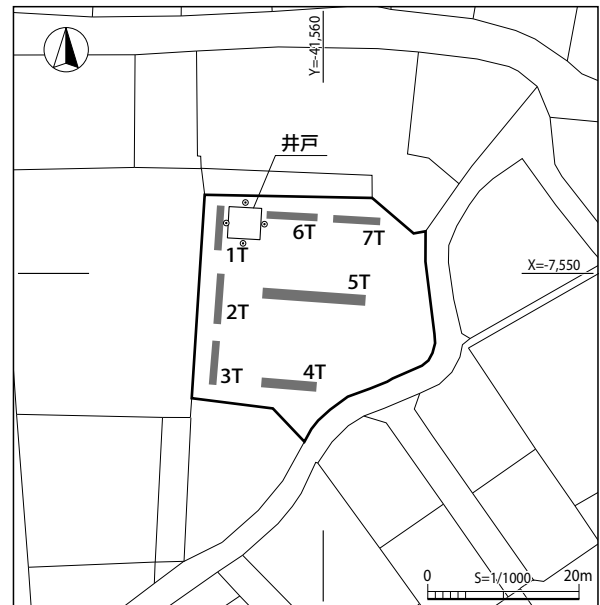 Y=-41,560
井戸
6T
7T
1T
X=-7,550
5T
2T
3T
4T
0 S=1/1000 20m